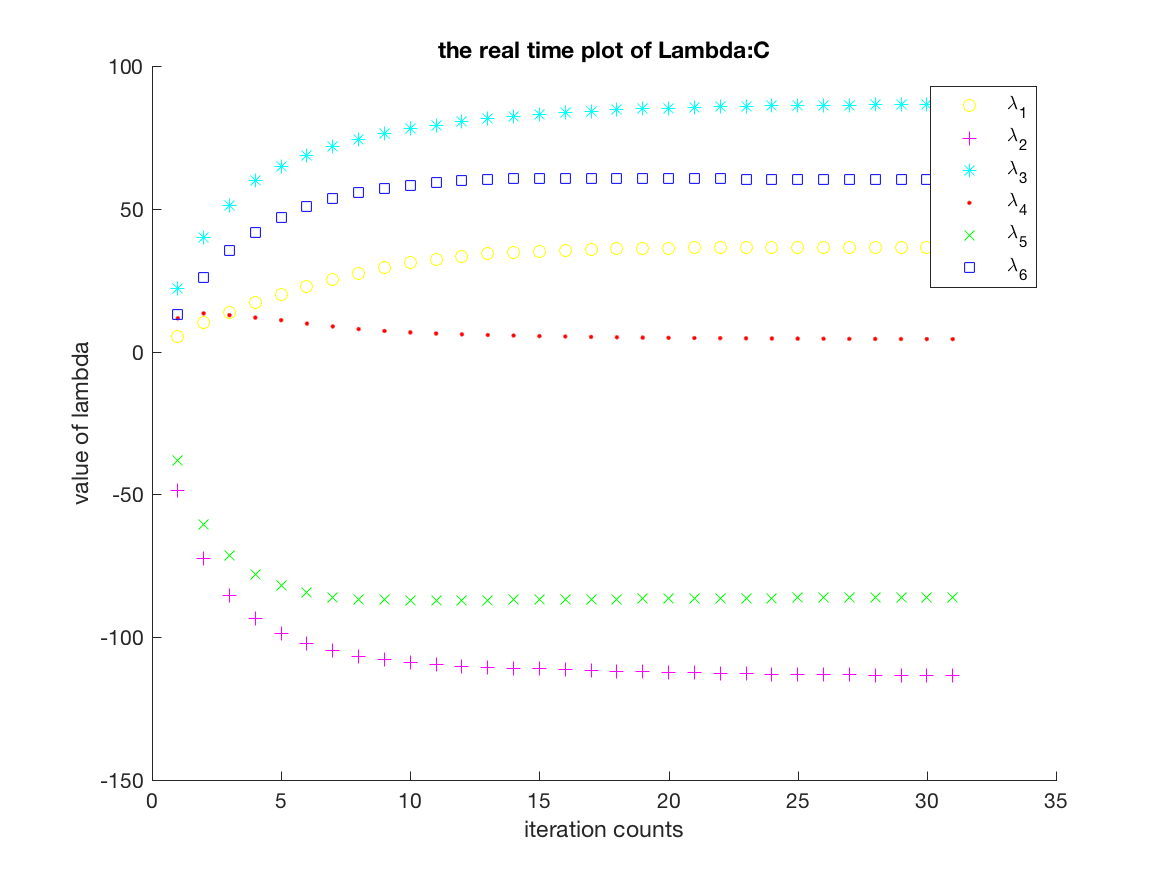 the real time plot of Lambda:C
100
50
0
-50
-100
-150
value of lambda
λ1
λ2
λ3
λ4
λ5
λ6
0 5 10 15 20 25 30 35
iteration counts